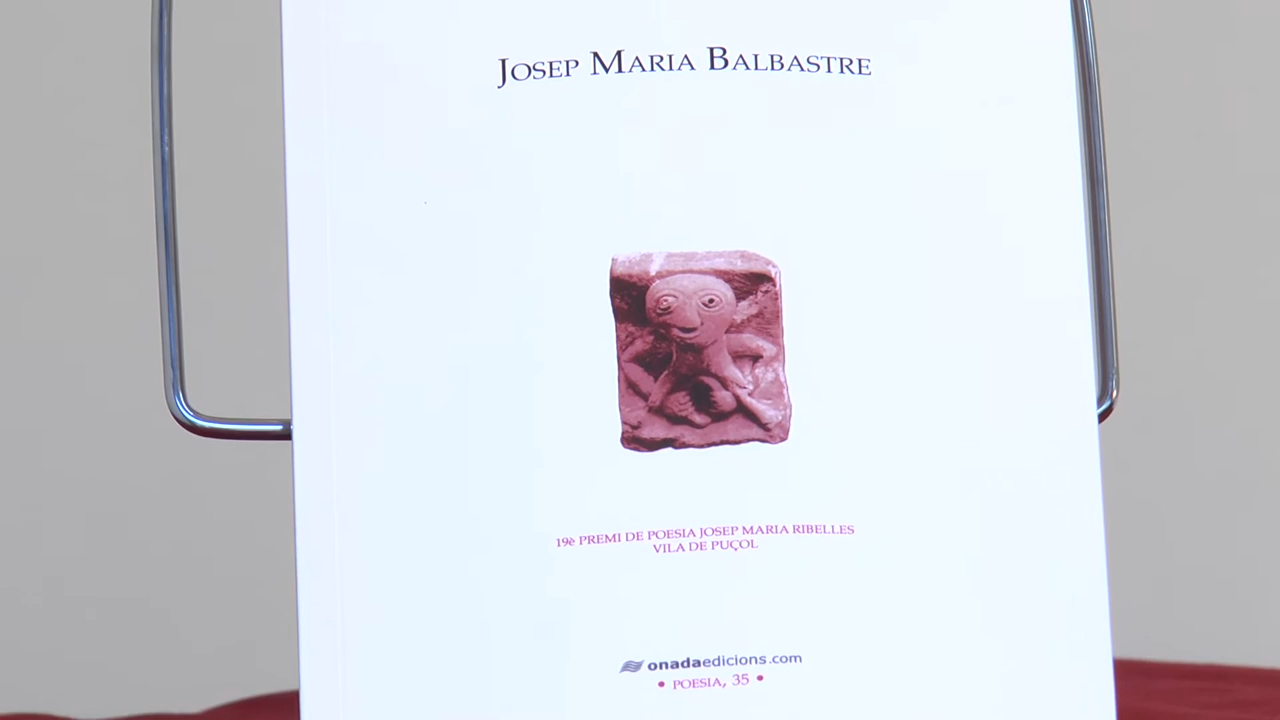 JOSEP MARIA BALBASTRE
19è PREMI DE POESIA JOSEP MARIA RIBELLES
VILA DE PUÇOL
onadaedicions.com
• POESIA, 35 •